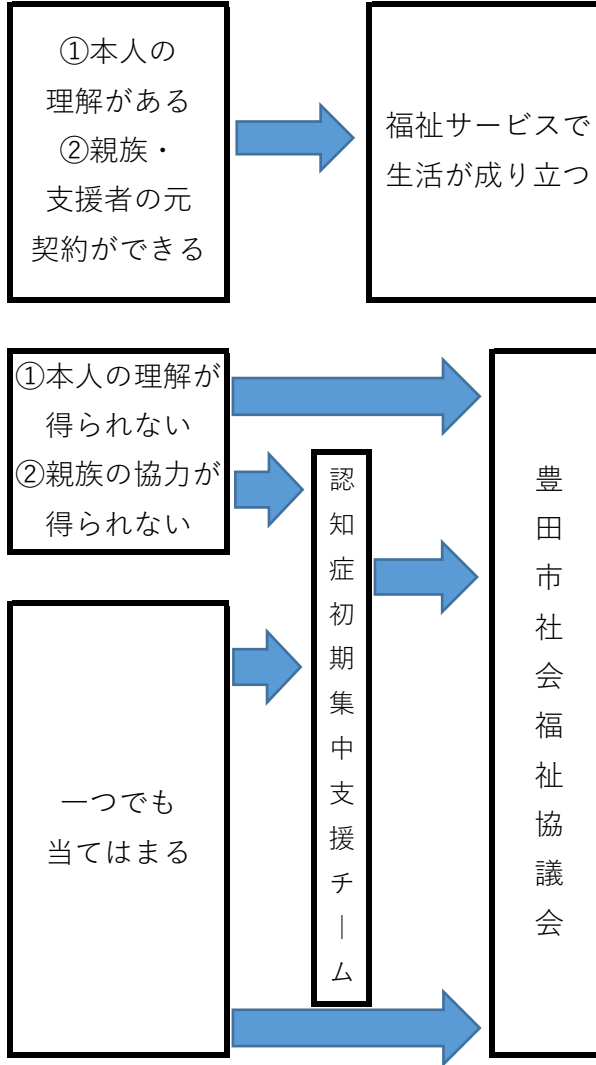 ①本人の
理解がある
②親族・
支援者の元
契約ができる
福祉サービスで
生活が成り立つ
①本人の理解が
得られない
②親族の協力が
得られない
認知症初期集中支援チーム
豊田市社会福祉協議会
一つでも
当てはまる